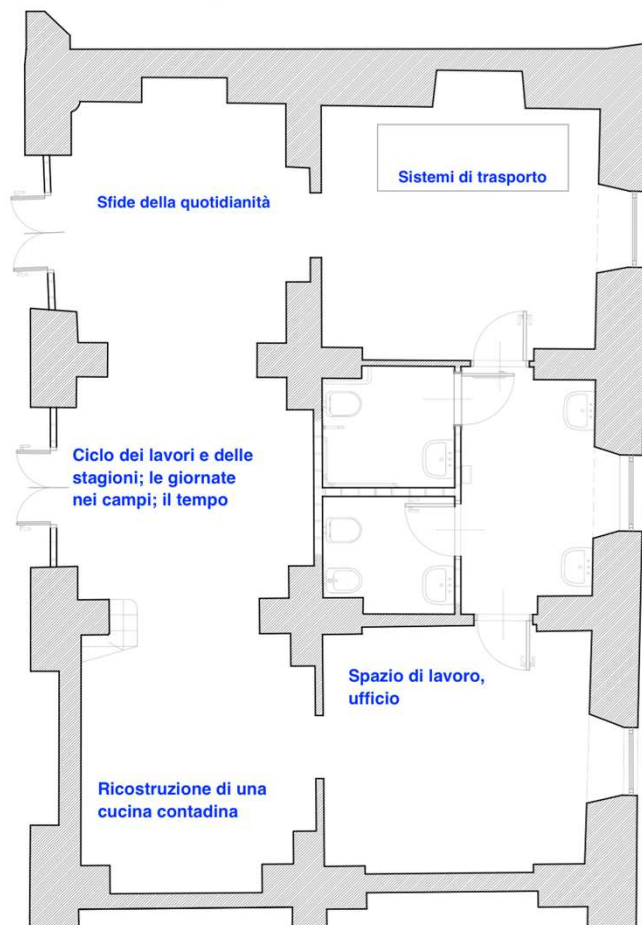 Sfide della quotidianità
Sistemi di trasporto
Ciclo dei lavori e delle
stagioni; le giornate
nei campi; il tempo
Spazio di lavoro,
ufficio
Ricostruzione di una
cucina contadina